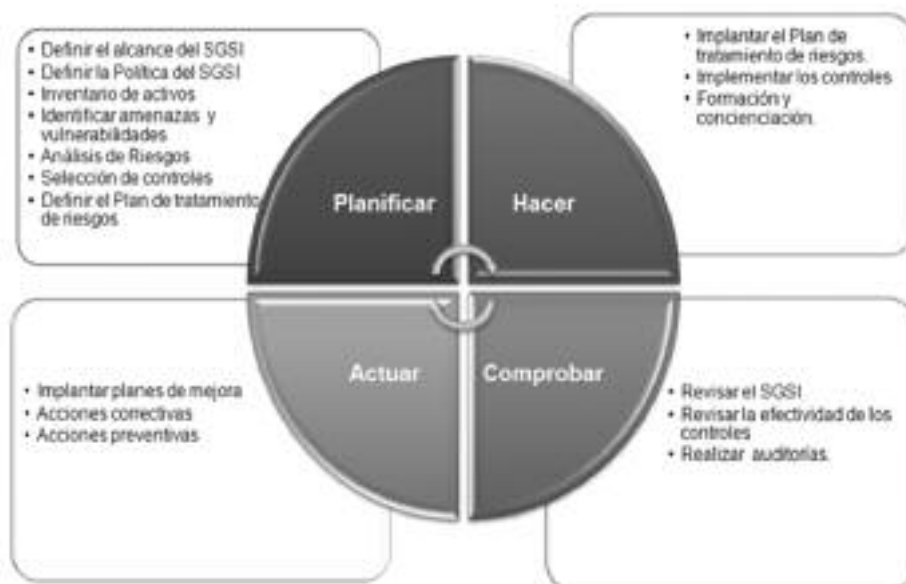 • Definir el alcance del SGSI
• Definir la Política del SGSI
• Inventario de activos
• Identificar amenazas y
vulnerabilidades
• Análisis de Riesgos
• Selección de controles
• Definir el Plan de tratamiento
de riesgos
• Implantar el Plan de
tratamiento de riesgos.
• Implementar los controles
• Formación y
concienciación.
Planificar
Hacer
Actuar
Comprobar
• Implantar planes de mejora
• Acciones correctivas
• Acciones preventivas
• Revisar el SGSI
• Revisar la efectividad de los
controles
• Realizar auditorías.